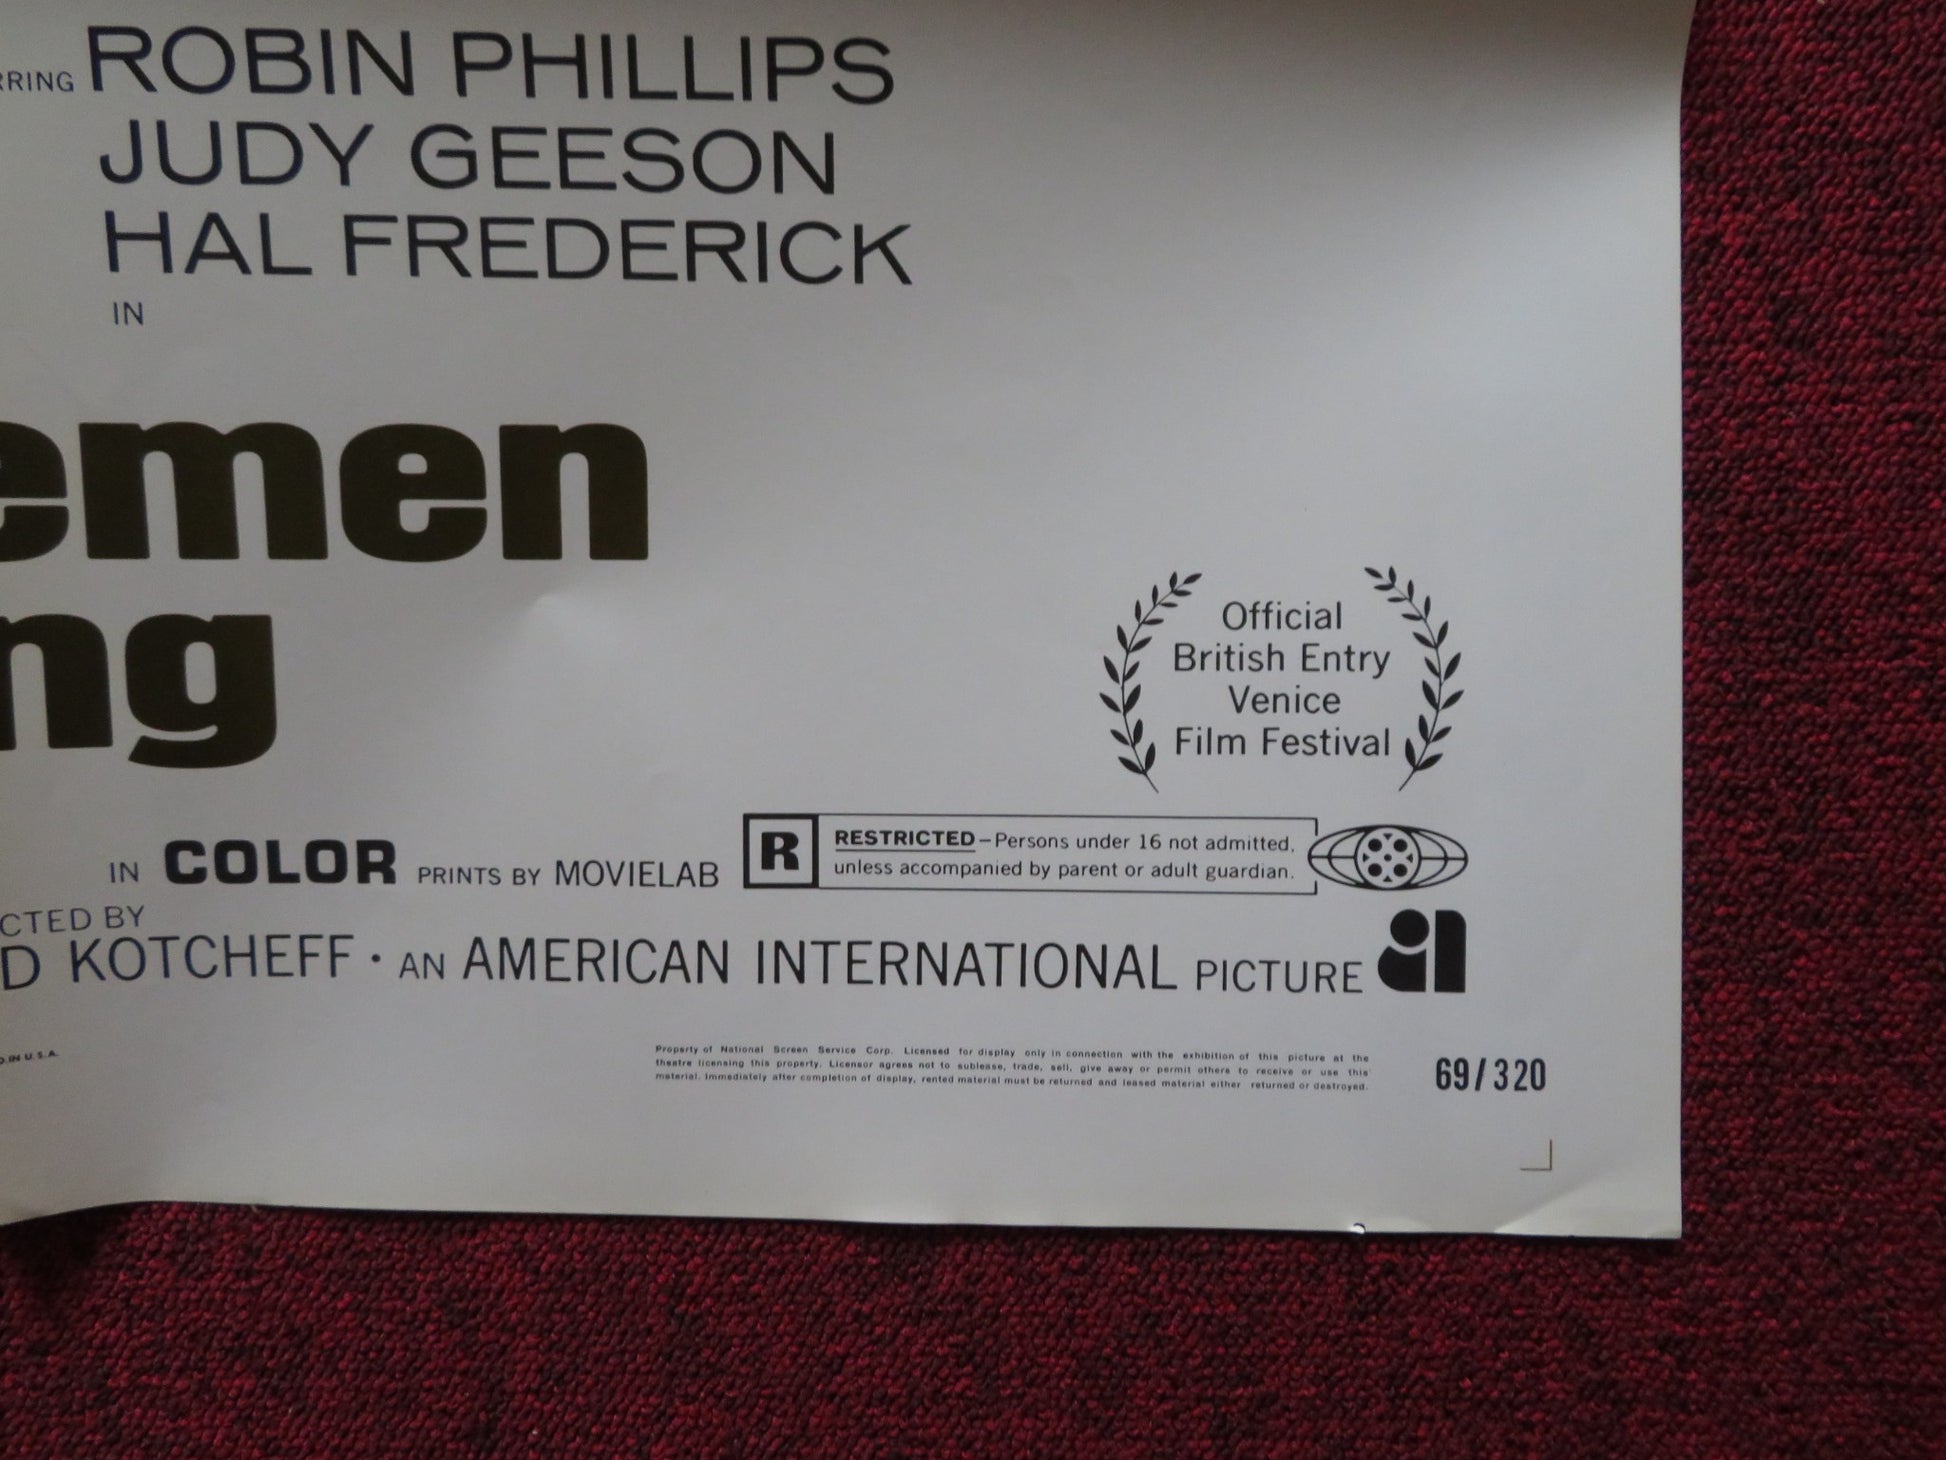 RRING ROBIN PHILLIPS
JUDY GEESON
HAL FREDERICK
IN
emen
ng
Official
British Entry
Venice
Film Festival
IN COLOR PRINTS BY MOVIELAB
R
RESTRICTED—Persons under 16 not admitted,
unless accompanied by parent or adult guardian.
CTED BY
D KOTCHEFF · AN AMERICAN INTERNATIONAL PICTURE ai
D. IN U.S.A.
Property of National Screen Service Corp. Licensed for display only in connection with the exhibition of this picture at the
theatre licensing this property. Licensor agrees not to sublease, trade, sell, give away or permit others to receive or use this
material. Immediately after completion of display, rented material must be returned and leased material either returned or destroyed.
69/320